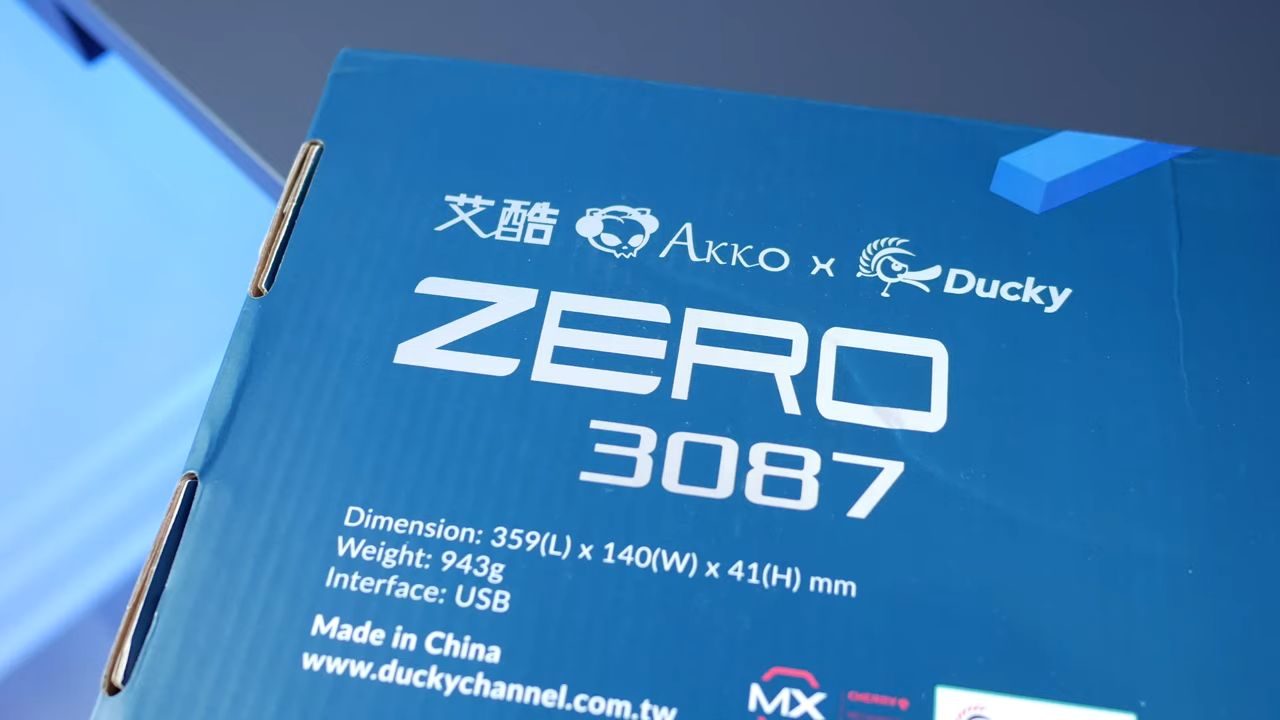 艾酷 AKKO x Ducky
ZERO
3087
Dimension: 359(L) x 140(W) x 41(H) mm
Weight: 943g
Interface: USB
Made in China
www.duckychannel.com.tw
MX CHERRY